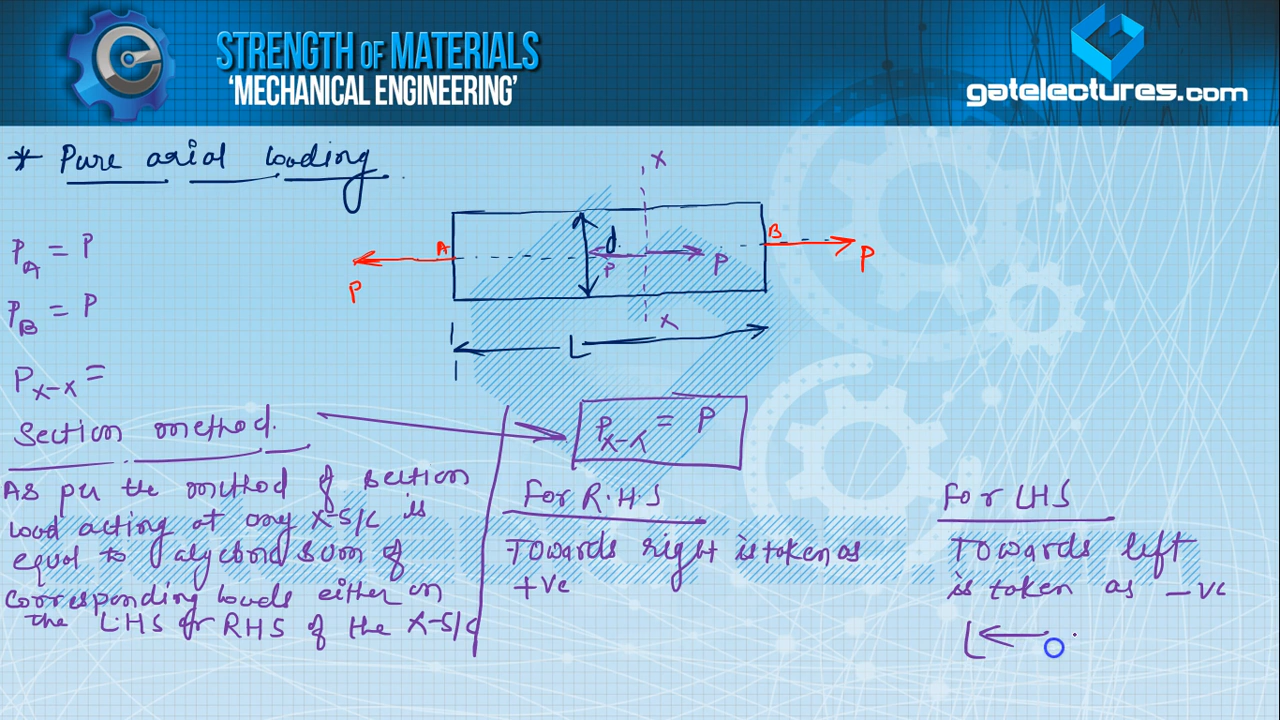 STRENGTH OF MATERIALS
'MECHANICAL ENGINEERING'
gatelectures.com
* Pure axial loading
X
A
B
d
P
P
P
P
X
L
P_A = P
P_B = P
P_X-X =
Section method.
P_X-X = P
As per the method of section
load acting at any X-S/C is
equal to algebraic sum of
corresponding loads either on
the LHS or RHS of the X-S/C
For R.H.S
Towards right is taken as
+ve
For LHS
Towards left
is taken as -ve
L ←